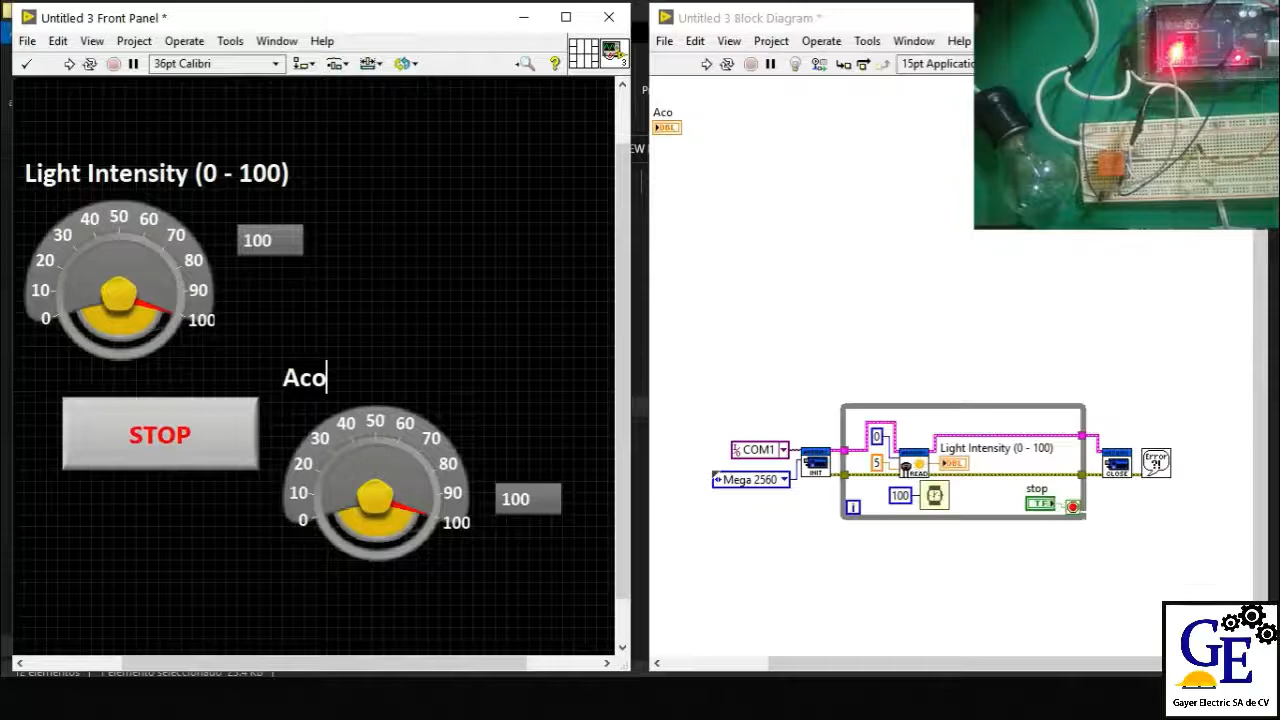 Untitled 3 Front Panel *
File Edit View Project Operate Tools Window Help
36pt Calibri
3
Light Intensity (0 - 100)
0 10 20 30 40 50 60 70 80 90 100
100
STOP
Aco
0 10 20 30 40 50 60 70 80 90 100
100
Untitled 3 Block Diagram *
File Edit View Project Operate Tools Window Help
15pt Applicatio
Aco
DBL
COM1
Mega 2560
INIT
0
5
READ
Light Intensity (0 - 100)
DBL
100
stop
TF
i
CLOSE
Error
?!
GE
Gayer Electric SA de CV